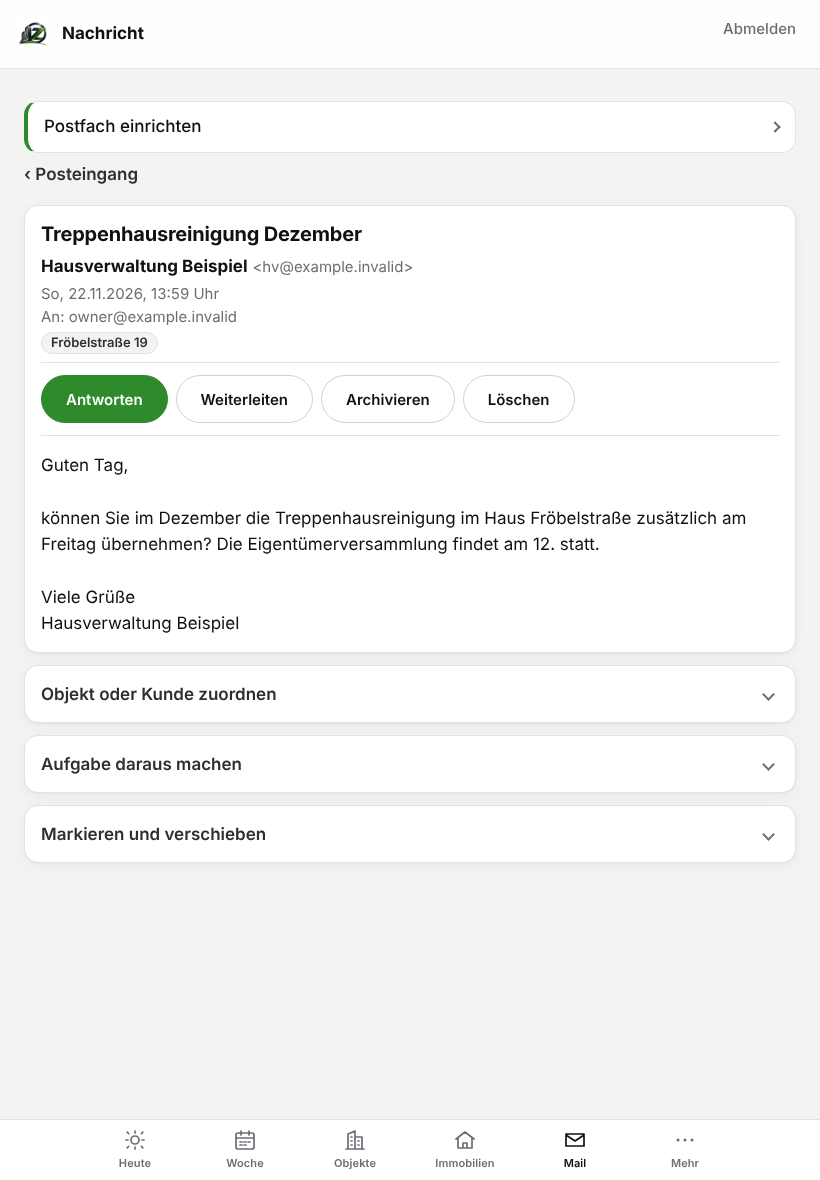 Nachricht
Abmelden
Postfach einrichten
‹ Posteingang
Treppenhausreinigung Dezember
Hausverwaltung Beispiel <hv@example.invalid>
So, 22.11.2026, 13:59 Uhr
An: owner@example.invalid
Fröbelstraße 19
Antworten
Weiterleiten
Archivieren
Löschen
Guten Tag,
können Sie im Dezember die Treppenhausreinigung im Haus Fröbelstraße zusätzlich am
Freitag übernehmen? Die Eigentümerversammlung findet am 12. statt.
Viele Grüße
Hausverwaltung Beispiel
Objekt oder Kunde zuordnen
Aufgabe daraus machen
Markieren und verschieben
Heute
Woche
Objekte
Immobilien
Mail
Mehr